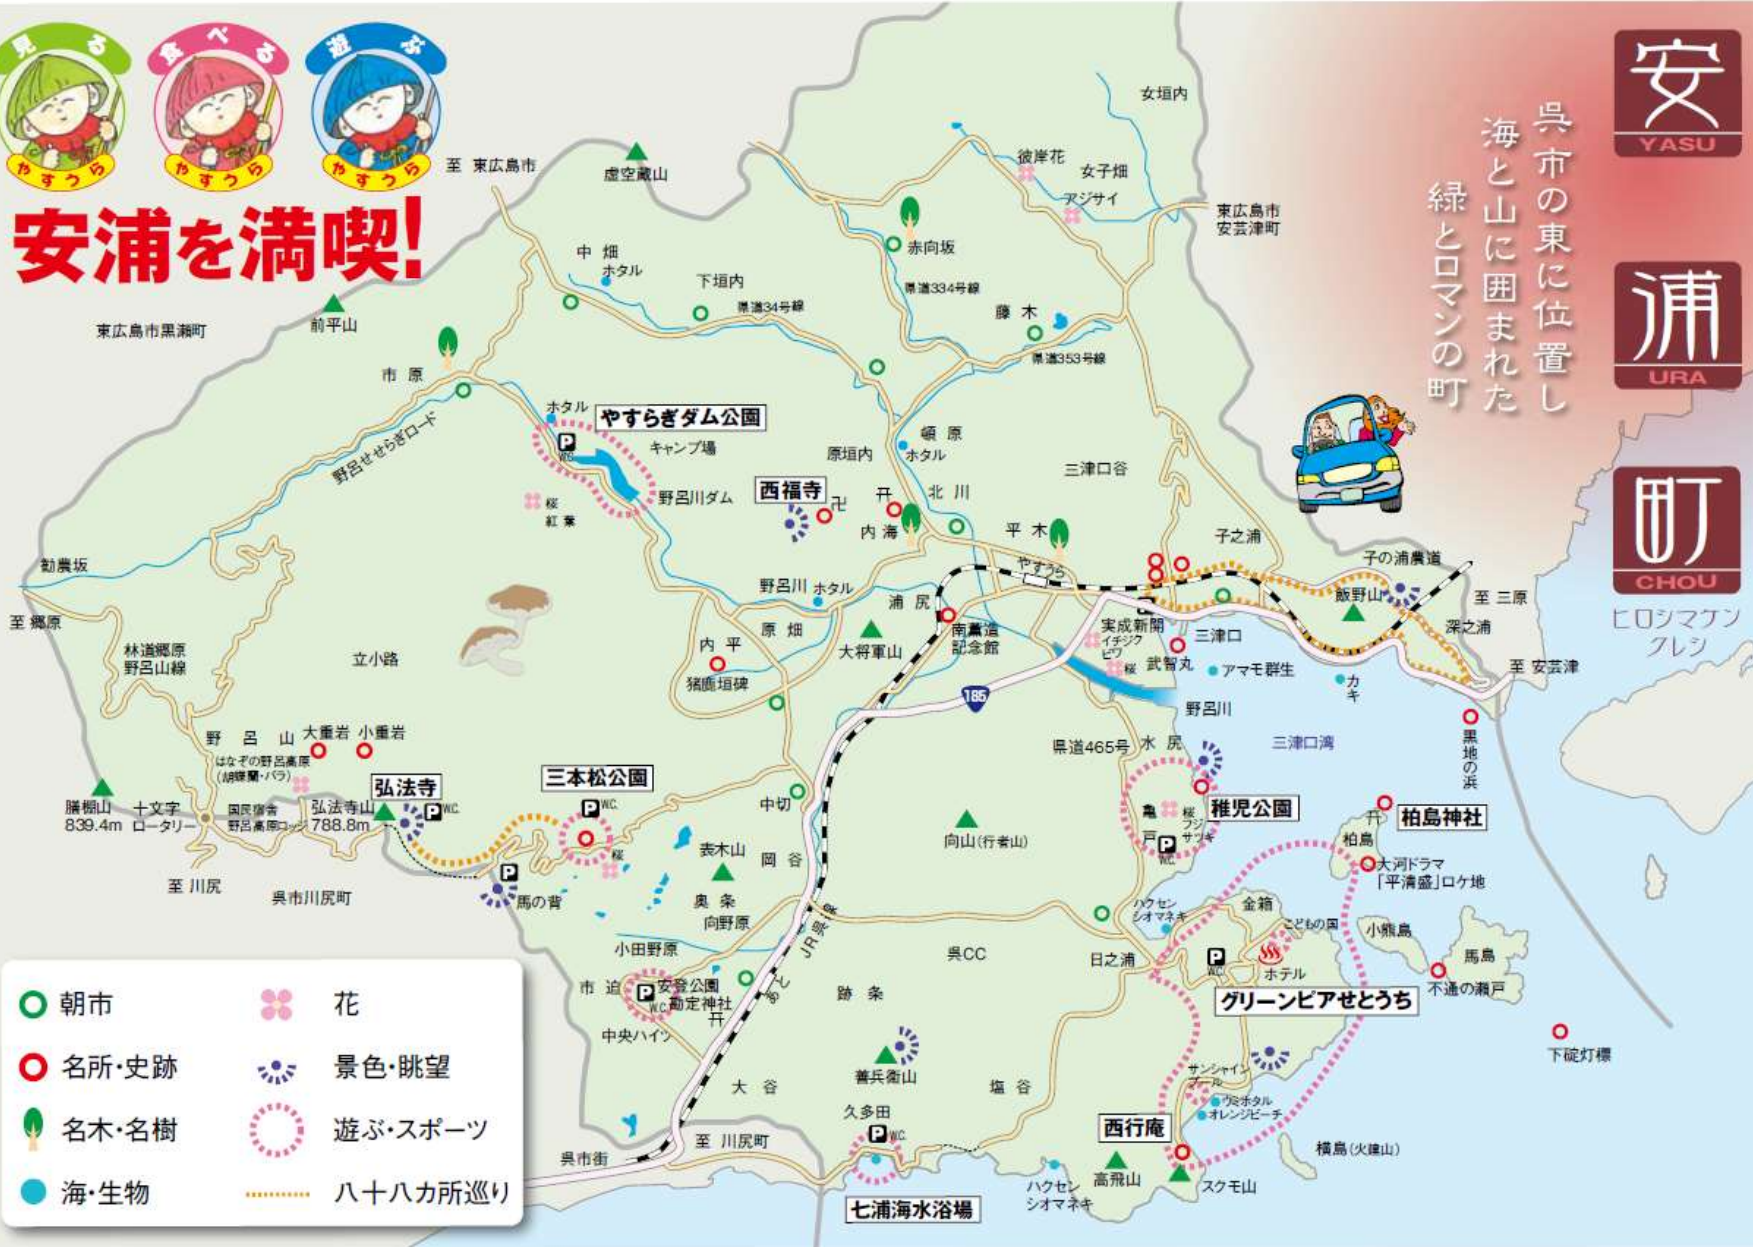 見る
食べる
遊ぶ
やすうら
やすうら
やすうら
安浦を満喫!
安
YASU
浦
URA
町
CHOU
ヒロシマケン
クレシ
呉市の東に位置し
海と山に囲まれた
緑とロマンの町
至 東広島市
虚空蔵山
女垣内
彼岸花
女子畑
アジサイ
東広島市
安芸津町
赤向坂
中畑
ホタル
下垣内
県道34号線
県道334号線
藤木
県道353号線
東広島市黒瀬町
前平山
市原
野呂せせらぎロード
ホタル
やすらぎダム公園
キャンプ場
P
W.C.
野呂川ダム
桜
紅葉
西福寺
卍
原垣内
頓原
ホタル
北川
内海
平木
三津口谷
子之浦
子の浦農道
飯野山
至 三原
深之浦
至 安芸津
勧農坂
至 郷原
林道郷原
野呂山線
立小路
野呂川 ホタル
浦尻
やすうら
原畑
内平
猪鹿垣碑
大将軍山
南薫造
記念館
実成新開
イチジク
ビワ
桜
三津口
武智丸
アマモ群生
カキ
野呂川
185
県道465号
水尻
三津口湾
黒地の浜
野呂山
大重岩
小重岩
はなぞの野呂高原
(胡蝶蘭・バラ)
弘法寺
P
W.C.
膳棚山
839.4m
十文字
ロータリー
国民宿舎
野呂高原ロッジ
弘法寺山
788.8m
三本松公園
P
W.C.
桜
中切
至 川尻
呉市川尻町
P
馬の背
表木山
岡谷
奥条
向野原
小田野原
向山(行者山)
亀戸
桜
フジ
サツキ
P
W.C.
稚児公園
柏島神社
柏島
大河ドラマ
「平清盛」ロケ地
ハクセン
シオマネキ
金箱
こどもの国
小熊島
馬島
日之浦
P
W.C.
ホテル
不通の瀬戸
グリーンピアせとうち
下碇灯標
呉CC
JR呉線
あと
市迫
P
W.C.
安登公園
勘定神社
中央ハイツ
跡条
善兵衛山
大谷
塩谷
久多田
P
W.C.
至 川尻町
呉市街
七浦海水浴場
サンシャイン
プール
ウミホタル
オレンジビーチ
西行庵
高飛山
スクモ山
ハクセン
シオマネキ
横島(火鐘山)
朝市
花
名所・史跡
景色・眺望
名木・名樹
遊ぶ・スポーツ
海・生物
八十八カ所巡り